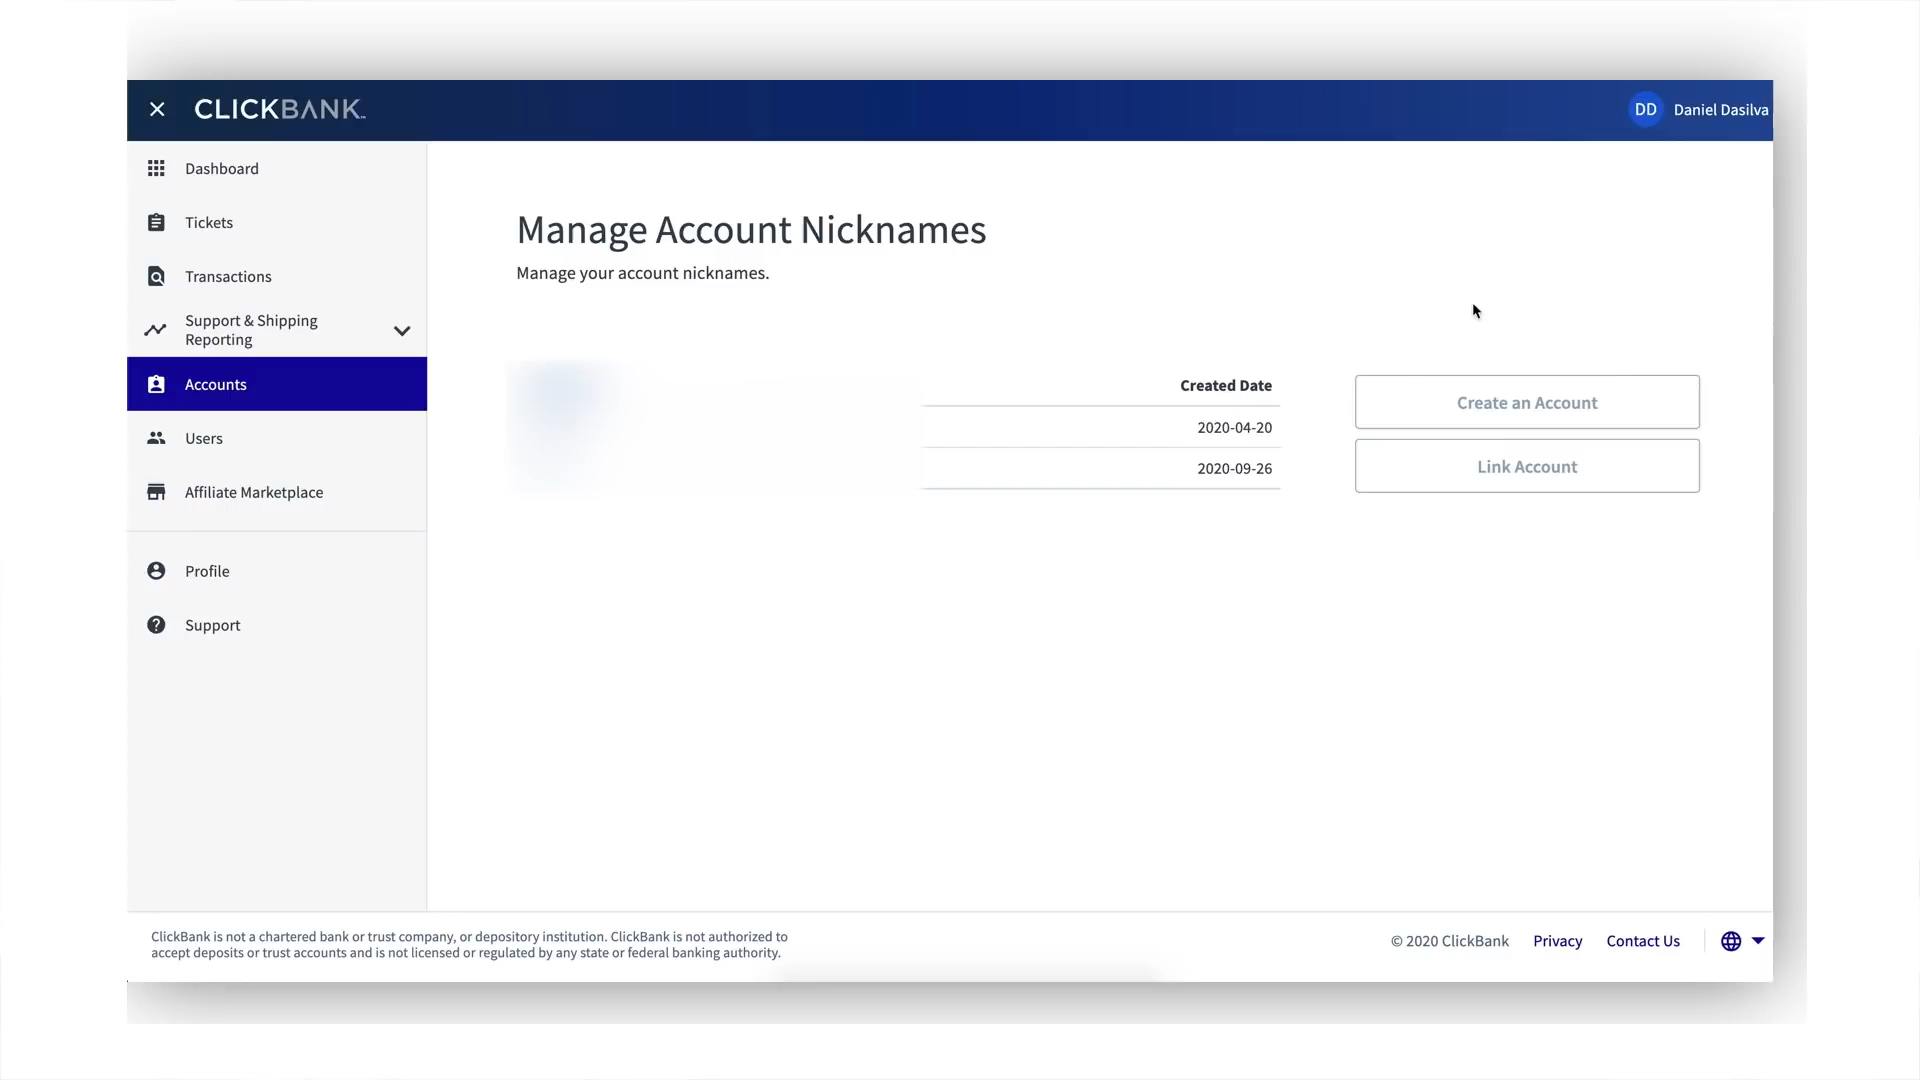 CLICKBANK
DD Daniel Dasilva
Dashboard
Tickets
Transactions
Support & Shipping
Reporting
Accounts
Users
Affiliate Marketplace
Profile
Support
Manage Account Nicknames
Manage your account nicknames.
Created Date
2020-04-20
2020-09-26
Create an Account
Link Account
ClickBank is not a chartered bank or trust company, or depository institution. ClickBank is not authorized to
accept deposits or trust accounts and is not licensed or regulated by any state or federal banking authority.
© 2020 ClickBank Privacy Contact Us